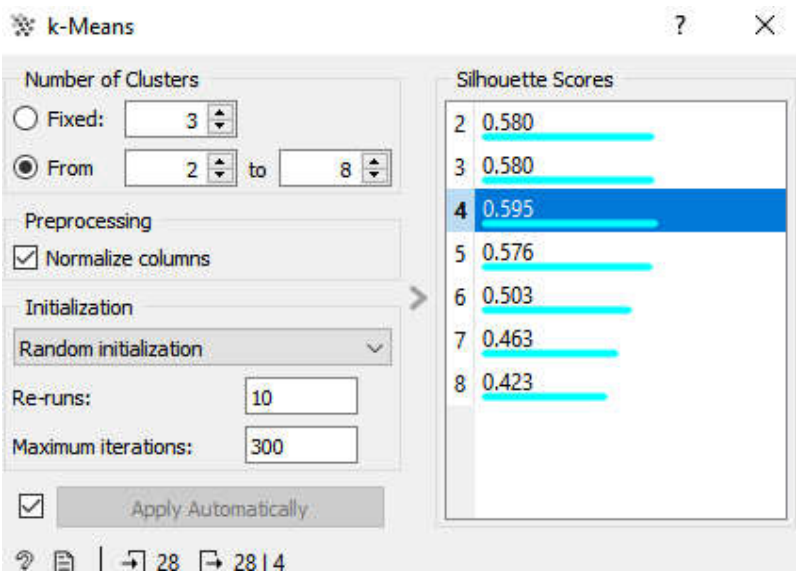 k-Means ? ×
Number of Clusters
Fixed: 3
From 2 to 8
Preprocessing
Normalize columns
Initialization
Random initialization
Re-runs: 10
Maximum iterations: 300
Apply Automatically
? | 28 28 | 4
>
Silhouette Scores
2 0.580
3 0.580
4 0.595
5 0.576
6 0.503
7 0.463
8 0.423